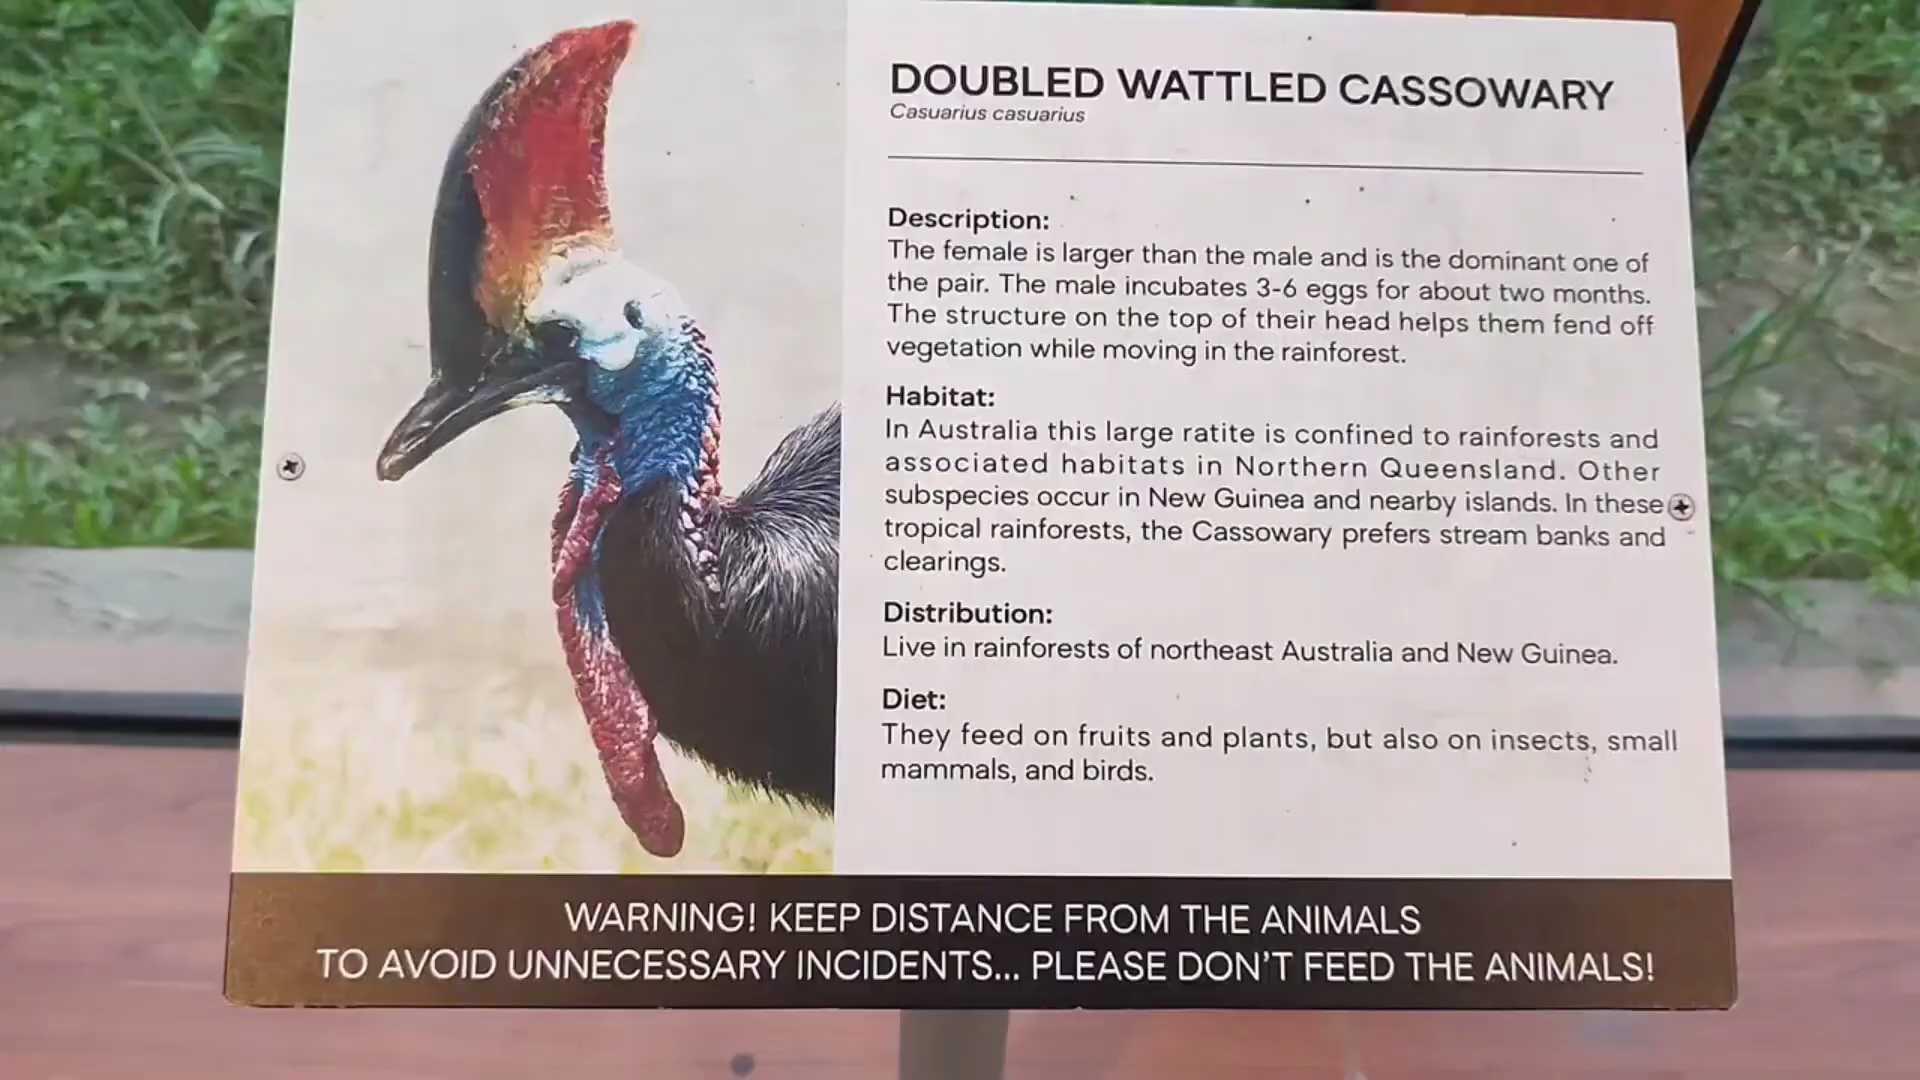 DOUBLED WATTLED CASSOWARY
Casuarius casuarius
Description:
The female is larger than the male and is the dominant one of
the pair. The male incubates 3-6 eggs for about two months.
The structure on the top of their head helps them fend off
vegetation while moving in the rainforest.
Habitat:
In Australia this large ratite is confined to rainforests and
associated habitats in Northern Queensland. Other
subspecies occur in New Guinea and nearby islands. In these
tropical rainforests, the Cassowary prefers stream banks and
clearings.
Distribution:
Live in rainforests of northeast Australia and New Guinea.
Diet:
They feed on fruits and plants, but also on insects, small
mammals, and birds.
WARNING! KEEP DISTANCE FROM THE ANIMALS
TO AVOID UNNECESSARY INCIDENTS... PLEASE DON'T FEED THE ANIMALS!